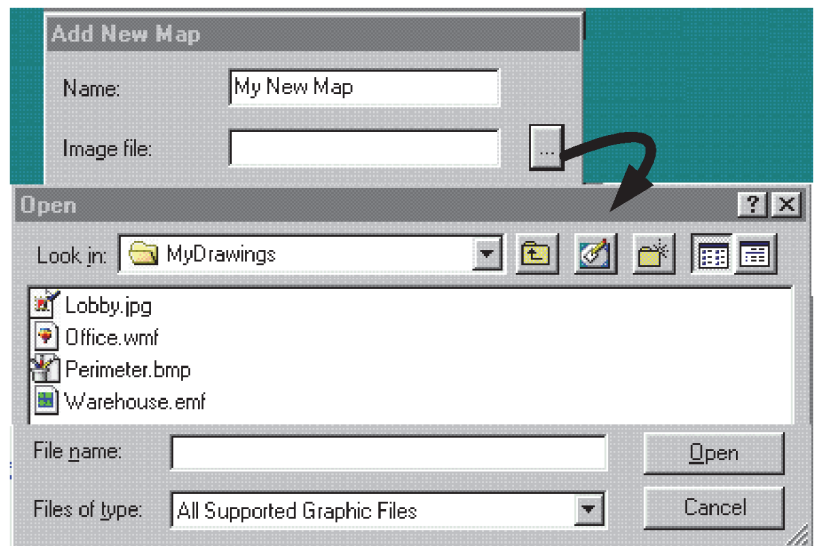 Add New Map
Name: My New Map
Image file: ...
Open ?
Look in: MyDrawings
Lobby.jpg
Office.wmf
Perimeter.bmp
Warehouse.emf
File name: Open
Files of type: All Supported Graphic Files Cancel